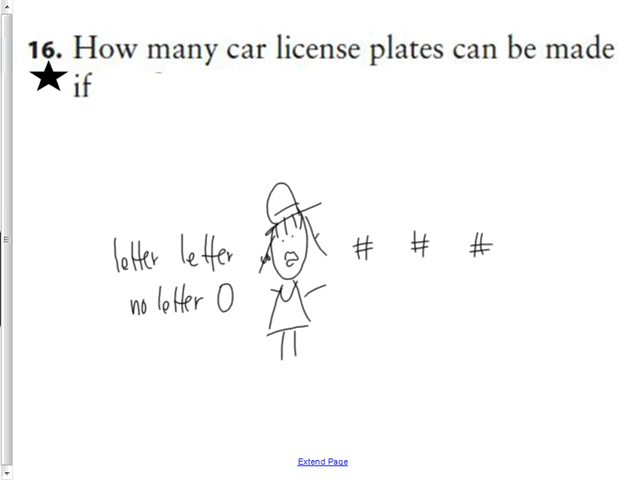 16. How many car license plates can be made
if
letter letter # # #
no letter O
Extend Page